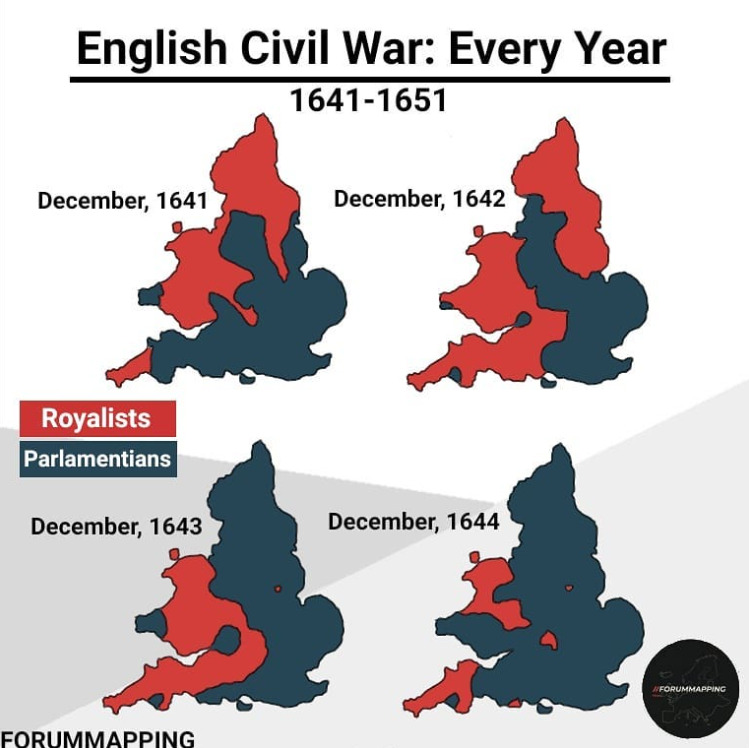 English Civil War: Every Year
1641-1651
December, 1641
December, 1642
Royalists
Parlamentians
December, 1643
December, 1644
//FORUMMAPPING
FORUMMAPPING